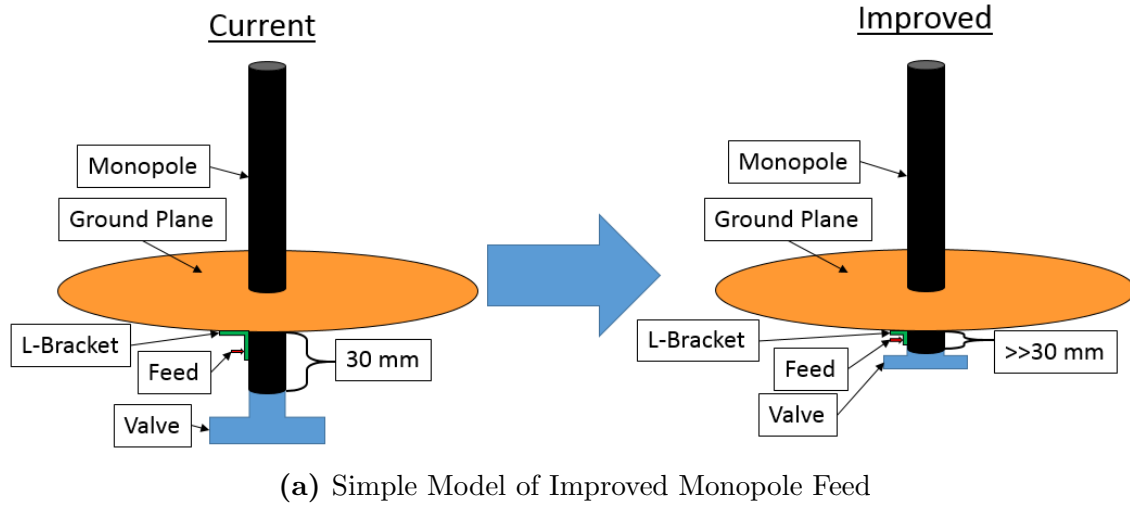 Current
Monopole
Ground Plane
L-Bracket
Feed
30 mm
Valve
Improved
Monopole
Ground Plane
L-Bracket
Feed
>>30 mm
Valve
(a) Simple Model of Improved Monopole Feed